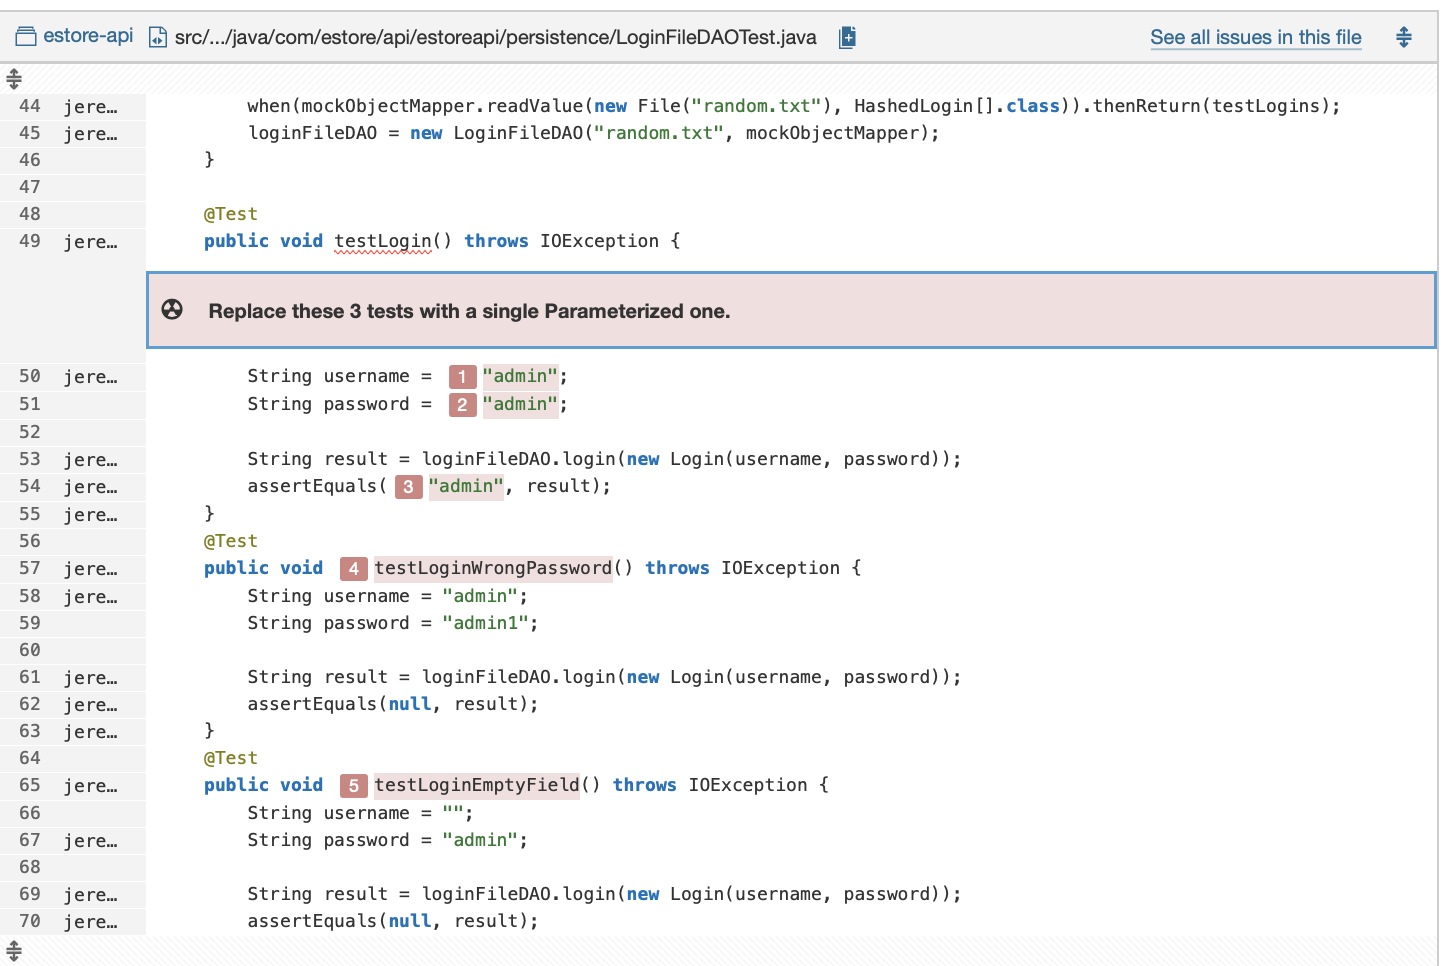 estore-api src/.../java/com/estore/api/estoreapi/persistence/LoginFileDAOTest.java See all issues in this file
44 jere… when(mockObjectMapper.readValue(new File("random.txt"), HashedLogin[].class)).thenReturn(testLogins);
45 jere… loginFileDAO = new LoginFileDAO("random.txt", mockObjectMapper);
46 }
47
48 @Test
49 jere… public void testLogin() throws IOException {
Replace these 3 tests with a single Parameterized one.
50 jere… String username = 1 "admin";
51 String password = 2 "admin";
52
53 jere… String result = loginFileDAO.login(new Login(username, password));
54 jere… assertEquals( 3 "admin", result);
55 jere… }
56 @Test
57 jere… public void 4 testLoginWrongPassword() throws IOException {
58 jere… String username = "admin";
59 String password = "admin1";
60
61 jere… String result = loginFileDAO.login(new Login(username, password));
62 jere… assertEquals(null, result);
63 jere… }
64 @Test
65 jere… public void 5 testLoginEmptyField() throws IOException {
66 String username = "";
67 jere… String password = "admin";
68
69 jere… String result = loginFileDAO.login(new Login(username, password));
70 jere… assertEquals(null, result);